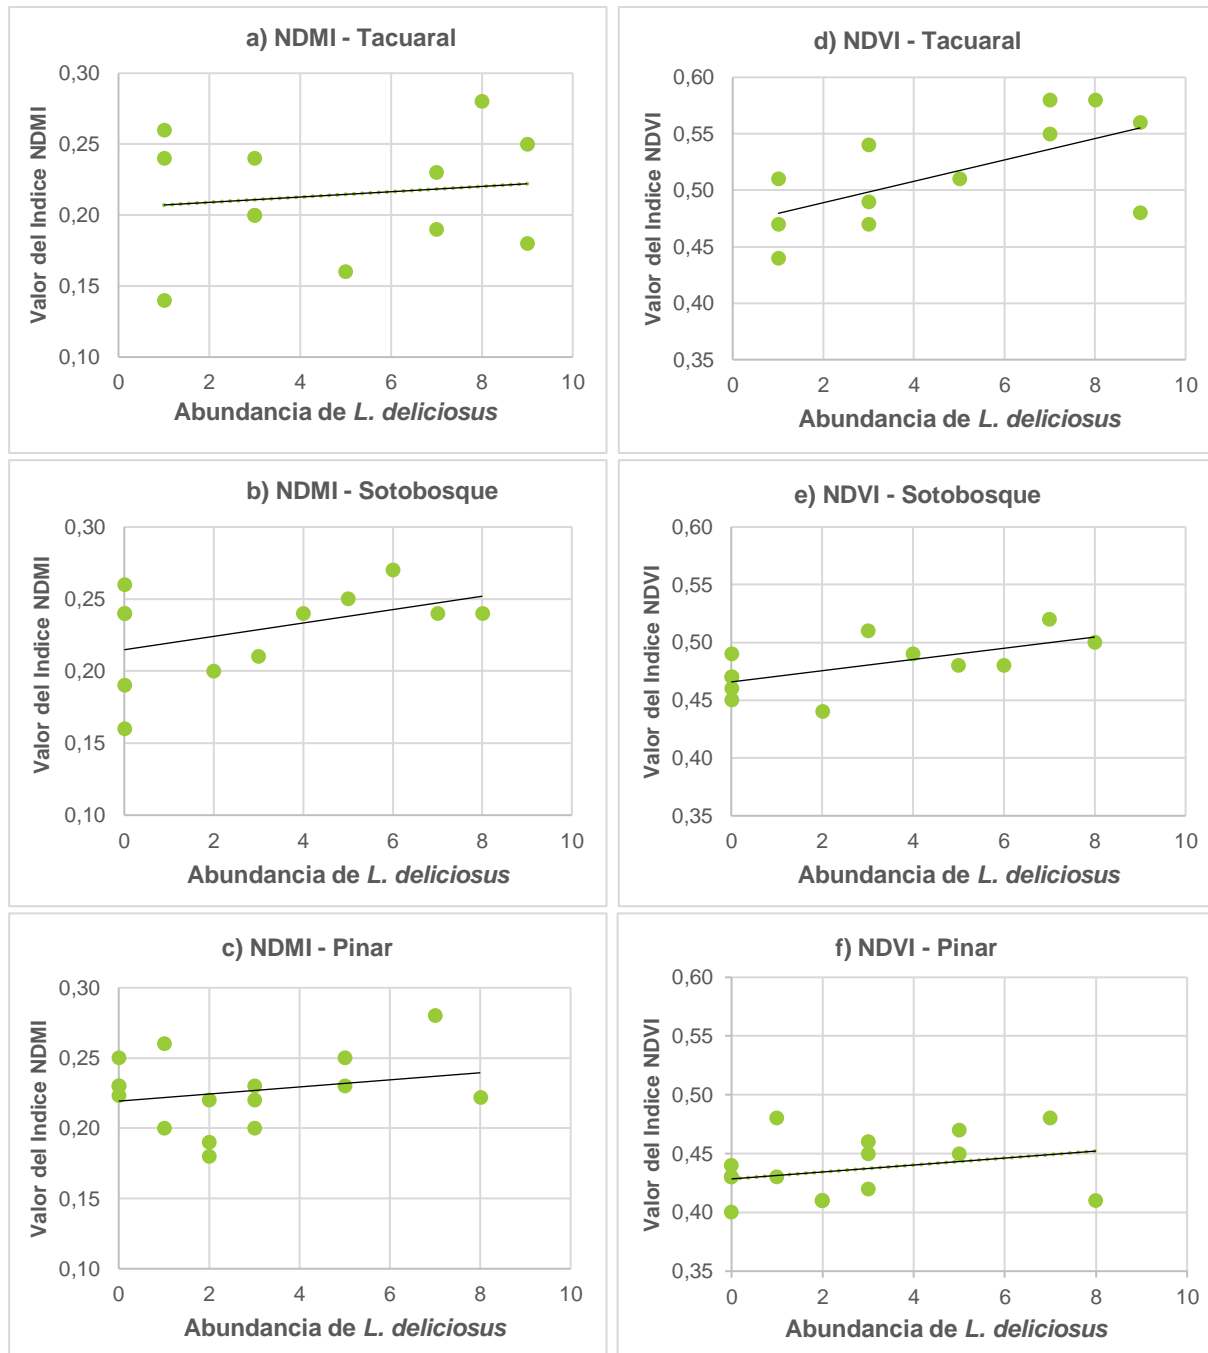 a) NDMI - Tacuaral
Valor del Indice NDMI
0,30
0,25
0,20
0,15
0,10
0 2 4 6 8 10
Abundancia de L. deliciosus
d) NDVI - Tacuaral
Valor del Indice NDVI
0,60
0,55
0,50
0,45
0,40
0,35
0 2 4 6 8 10
Abundancia de L. deliciosus
b) NDMI - Sotobosque
Valor del Indice NDMI
0,30
0,25
0,20
0,15
0,10
0 2 4 6 8 10
Abundancia de L. deliciosus
e) NDVI - Sotobosque
Valor del Indice NDVI
0,60
0,55
0,50
0,45
0,40
0,35
0 2 4 6 8 10
Abundancia de L. deliciosus
c) NDMI - Pinar
Valor del Indice NDMI
0,30
0,25
0,20
0,15
0,10
0 2 4 6 8 10
Abundancia de L. deliciosus
f) NDVI - Pinar
Valor del Indice NDVI
0,60
0,55
0,50
0,45
0,40
0,35
0 2 4 6 8 10
Abundancia de L. deliciosus